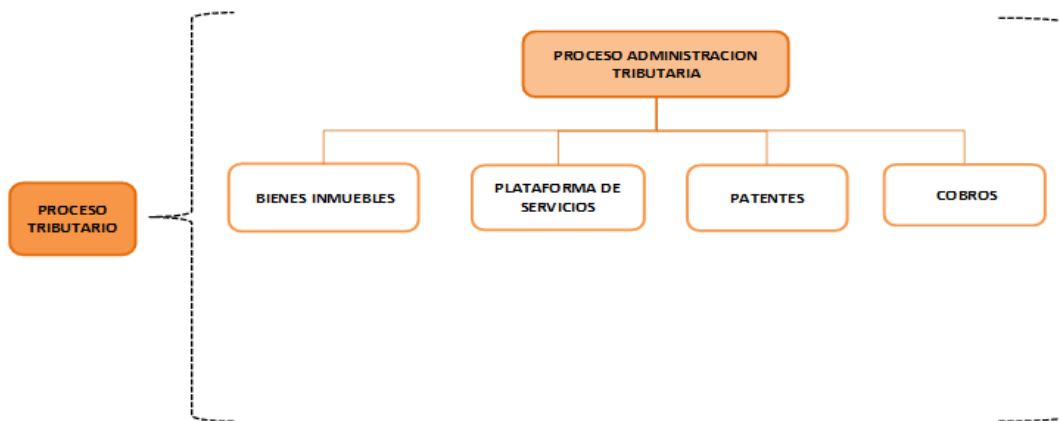 PROCESO ADMINISTRACION
TRIBUTARIA
BIENES INMUEBLES
PLATAFORMA DE
SERVICIOS
PATENTES
COBROS
PROCESO
TRIBUTARIO